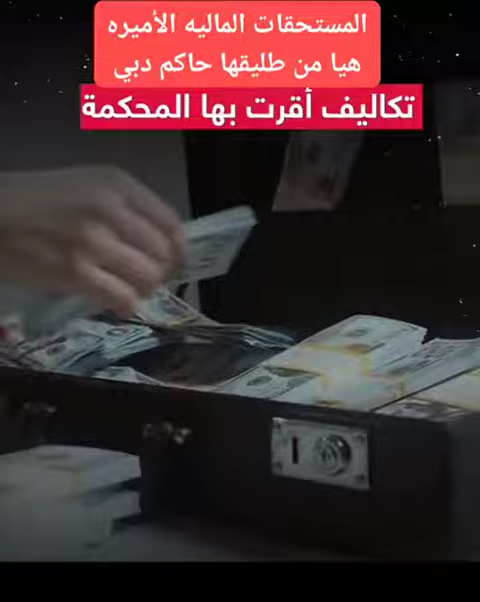 المستحقات الماليه الأميره
هيا من طليقها حاكم دبي
تكاليف أقرت بها المحكمة